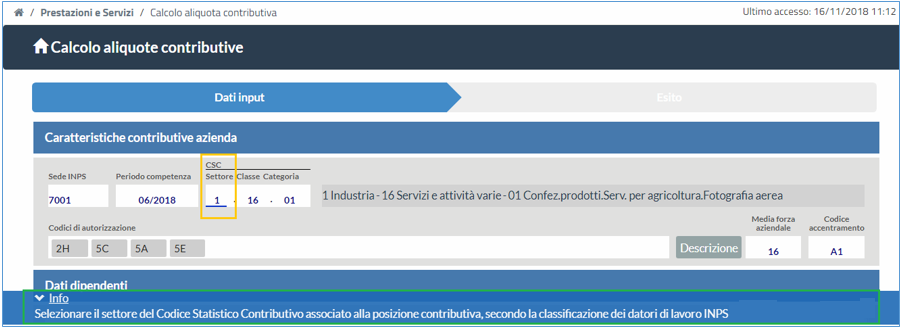 / Prestazioni e Servizi / Calcolo aliquota contributiva
Ultimo accesso: 16/11/2018 11:12
Calcolo aliquote contributive
Dati input
Esito
Caratteristiche contributive azienda
CSC
Sede INPS Periodo competenza Settore Classe Categoria
7001 06/2018 1 . 16 . 01 1 Industria - 16 Servizi e attività varie - 01 Confez.prodotti.Serv. per agricoltura.Fotografia aerea
Codici di autorizzazione
Media forza aziendale
Codice accentramento
2H 5C 5A 5E Descrizione 16 A1
Dati dipendenti
Info
Selezionare il settore del Codice Statistico Contributivo associato alla posizione contributiva, secondo la classificazione dei datori di lavoro INPS